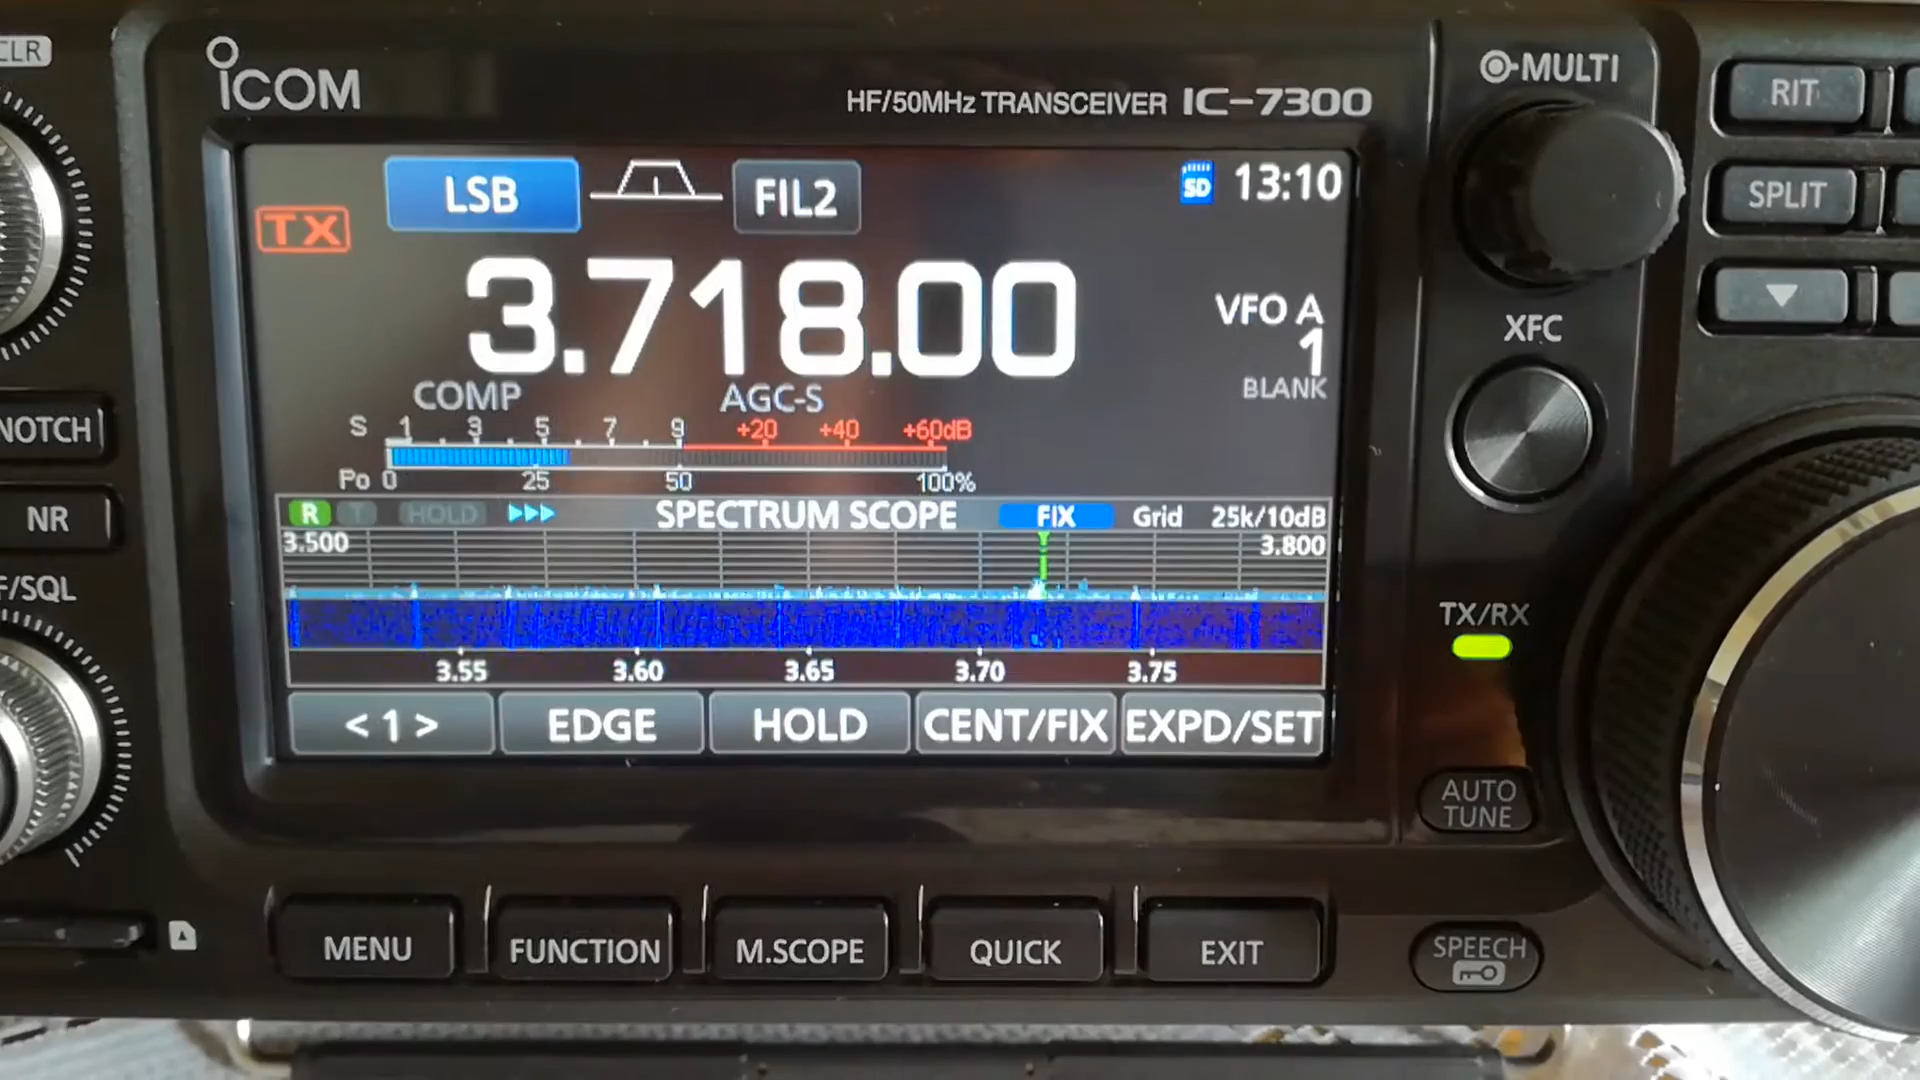 CLR
ICOM
HF/50MHz TRANSCEIVER IC-7300
MULTI
RIT
SPLIT
XFC
LSB
FIL2
SD 13:10
TX
3.718.00
VFO A
1
BLANK
COMP AGC-S
S 1 3 5 7 9 +20 +40 +60dB
Po 0 25 50 100%
R T HOLD SPECTRUM SCOPE FIX Grid 25k/10dB
3.500 3.800
3.55 3.60 3.65 3.70 3.75
< 1 > EDGE HOLD CENT/FIX EXPD/SET
NOTCH
NR
F/SQL
TX/RX
AUTO
TUNE
MENU FUNCTION M.SCOPE QUICK EXIT
SPEECH